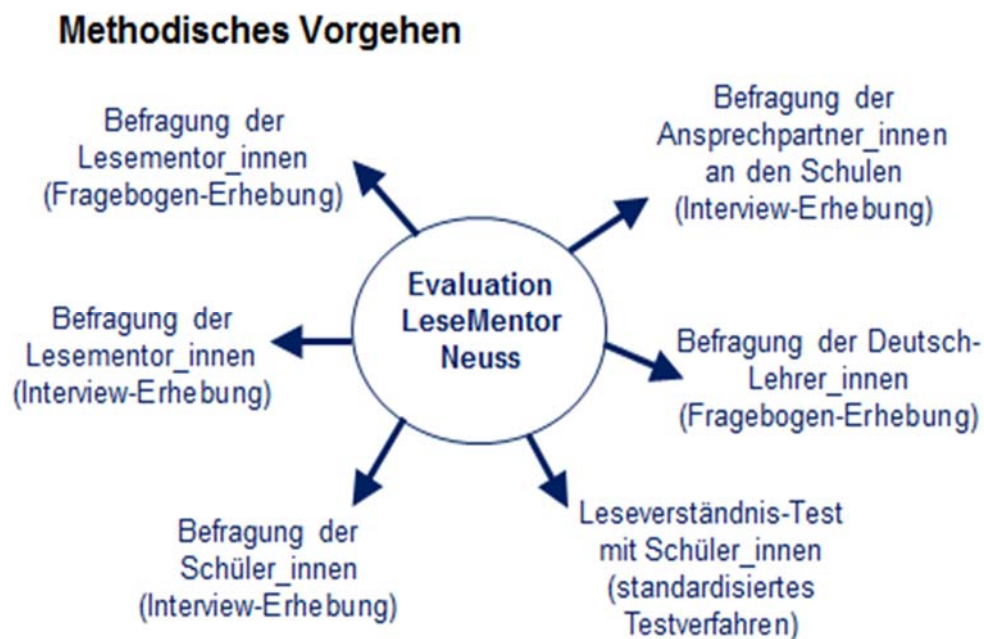 Methodisches Vorgehen
Befragung der
Lesementor_innen
(Fragebogen-Erhebung)
Befragung der
Ansprechpartner_innen
an den Schulen
(Interview-Erhebung)
Evaluation
LeseMentor
Neuss
Befragung der
Lesementor_innen
(Interview-Erhebung)
Befragung der Deutsch-
Lehrer_innen
(Fragebogen-Erhebung)
Befragung der
Schüler_innen
(Interview-Erhebung)
Leseverständnis-Test
mit Schüler_innen
(standardisiertes
Testverfahren)